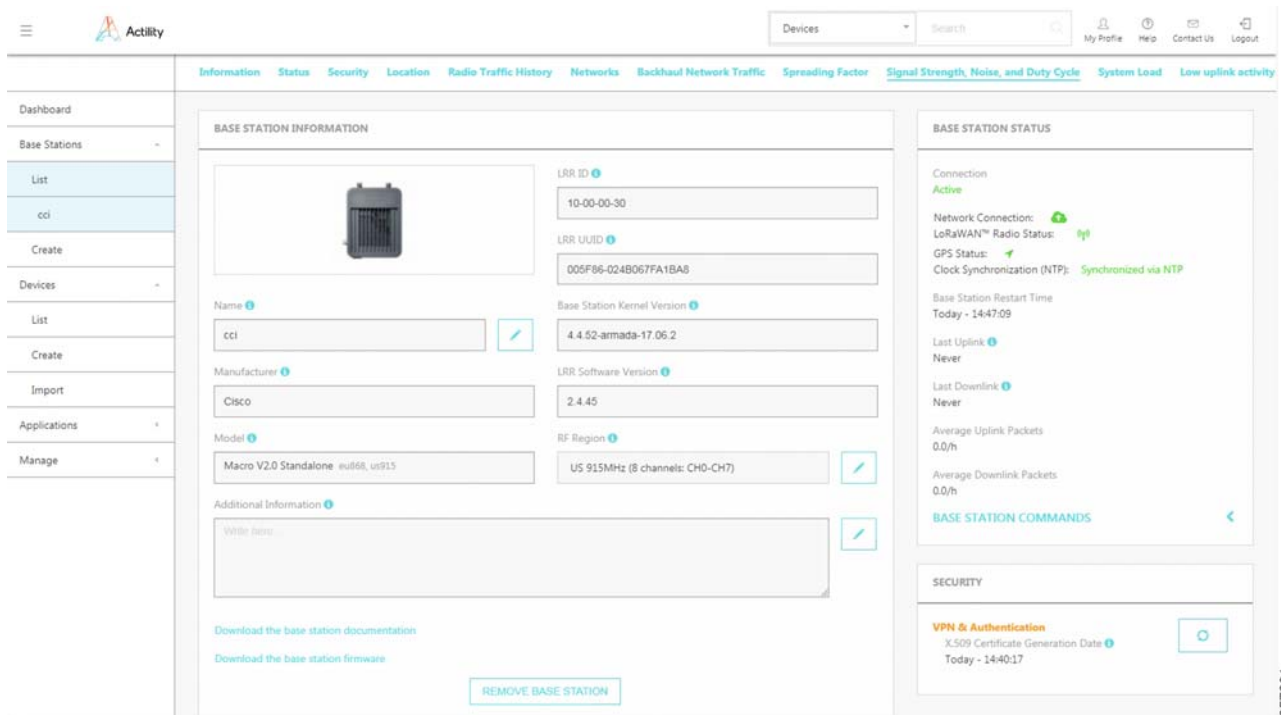 Actility
Devices
Search
My Profile
Help
Contact Us
Logout
Information Status Security Location Radio Traffic History Networks Backhaul Network Traffic Spreading Factor Signal Strength, Noise, and Duty Cycle System Load Low uplink activity
Dashboard
Base Stations
List
cci
Create
Devices
List
Create
Import
Applications
Manage
BASE STATION INFORMATION
LRR ID
10-00-00-30
LRR UUID
005F86-024B067FA1BA8
Name
cci
Base Station Kernel Version
4.4.52-armada-17.06.2
Manufacturer
Cisco
LRR Software Version
2.4.45
Model
Macro V2.0 Standalone eu868, us915
RF Region
US 915MHz (8 channels: CH0-CH7)
Additional Information
Write here...
Download the base station documentation
Download the base station firmware
REMOVE BASE STATION
BASE STATION STATUS
Connection
Active
Network Connection:
LoRaWAN™ Radio Status:
GPS Status:
Clock Synchronization (NTP): Synchronized via NTP
Base Station Restart Time
Today - 14:47:09
Last Uplink
Never
Last Downlink
Never
Average Uplink Packets
0.0/h
Average Downlink Packets
0.0/h
BASE STATION COMMANDS
SECURITY
VPN & Authentication
X.509 Certificate Generation Date
Today - 14:40:17